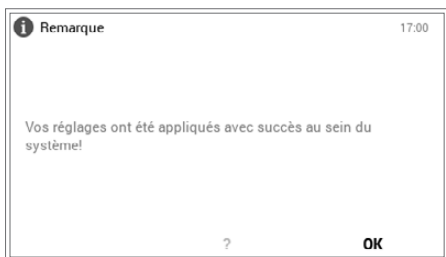 Remarque 17:00
Vos réglages ont été appliqués avec succès au sein du
système!
? OK